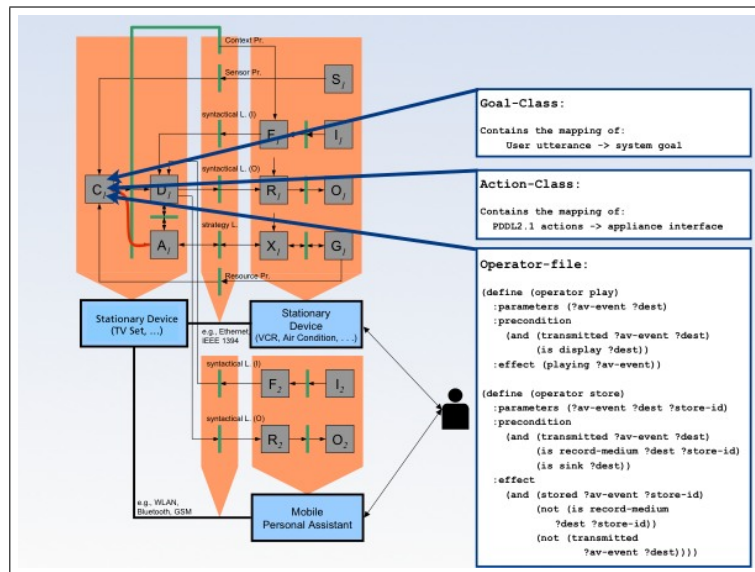 Context Pr.
Sensor Pr.
S1
syntactical L. (I)
F1
I1
C1
D1
syntactical L. (O)
R1
O1
strategy L.
A1
X1
G1
Resource Pr.
Stationary Device
(TV Set, ...)
e.g., Ethernet,
IEEE 1394
Stationary
Device
(VCR, Air Condition, . . .)
syntactical L. (I)
F2
I2
syntactical L. (O)
R2
O2
e.g., WLAN,
Bluetooth, GSM
Mobile
Personal Assistant
Goal-Class:
Contains the mapping of:
User utterance -> system goal
Action-Class:
Contains the mapping of:
PDDL2.1 actions -> appliance interface
Operator-file:
(define (operator play)
:parameters (?av-event ?dest)
:precondition
(and (transmitted ?av-event ?dest)
(is display ?dest))
:effect (playing ?av-event))
(define (operator store)
:parameters (?av-event ?dest ?store-id)
:precondition
(and (transmitted ?av-event ?dest)
(is record-medium ?dest ?store-id)
(is sink ?dest))
:effect
(and (stored ?av-event ?store-id)
(not (is record-medium
?dest ?store-id))
(not (transmitted
?av-event ?dest))))